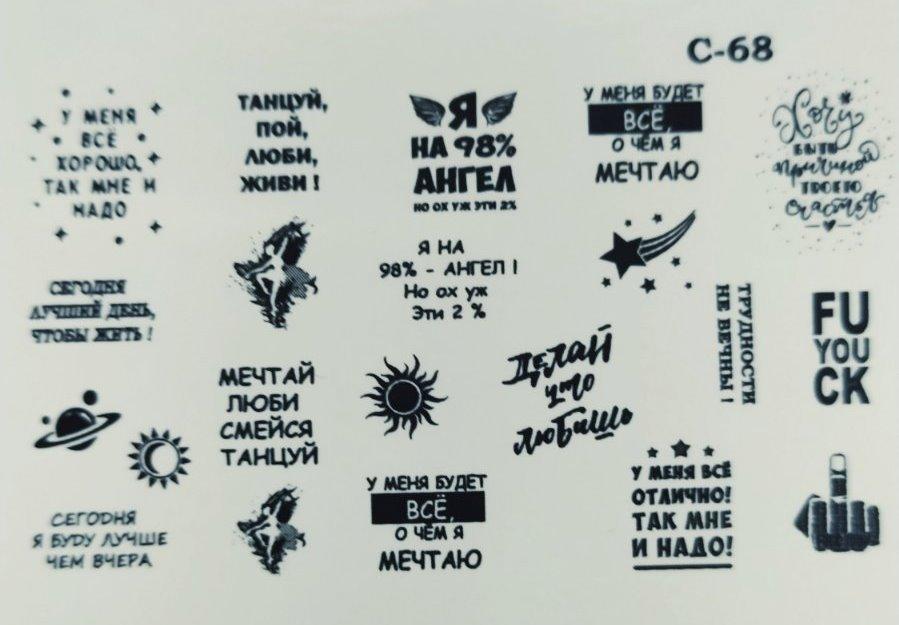 С-68
У МЕНЯ
ВСЁ
ХОРОШО,
ТАК МНЕ И
НАДО
ТАНЦУЙ,
ПОЙ,
ЛЮБИ,
ЖИВИ !
Я
НА 98%
АНГЕЛ
НО ОХ УЖ ЭТИ 2%
У МЕНЯ БУДЕТ
ВСЁ,
О ЧЁМ Я
МЕЧТАЮ
Хочу
БЫТЬ
причиной
ТВОЕГО
счастья
СЕГОДНЯ
ЛУЧШИЙ ДЕНЬ,
ЧТОБЫ ЖИТЬ !
Я НА
98% - АНГЕЛ !
Но ох уж
Эти 2 %
ТРУДНОСТИ
НЕ ВЕЧНЫ !
FU
YOU
CK
МЕЧТАЙ
ЛЮБИ
СМЕЙСЯ
ТАНЦУЙ
ДЕЛАЙ
что
любишь
СЕГОДНЯ
Я БУДУ ЛУЧШЕ
ЧЕМ ВЧЕРА
У МЕНЯ БУДЕТ
ВСЁ,
О ЧЁМ Я
МЕЧТАЮ
У МЕНЯ ВСЁ
ОТЛИЧНО!
ТАК МНЕ
И НАДО!